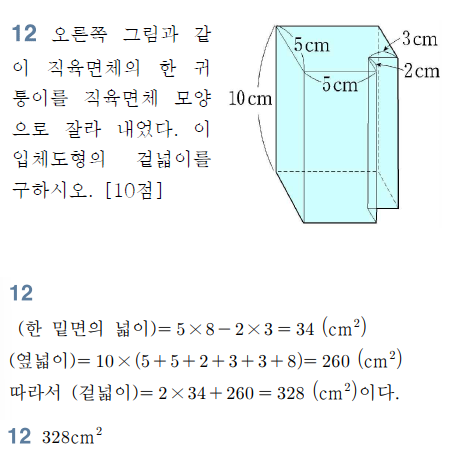 12 오른쪽 그림과 같
이 직육면체의 한 귀
퉁이를 직육면체 모양
으로 잘라 내었다. 이
입체도형의 겉넓이를
구하시오. [10점]
5cm
3cm
5cm
2cm
10cm
12
(한 밑면의 넓이)=5×8−2×3=34 (cm²)
(옆넓이)=10×(5+5+2+3+3+8)=260 (cm²)
따라서 (겉넓이)=2×34+260=328 (cm²)이다.
12 328cm²